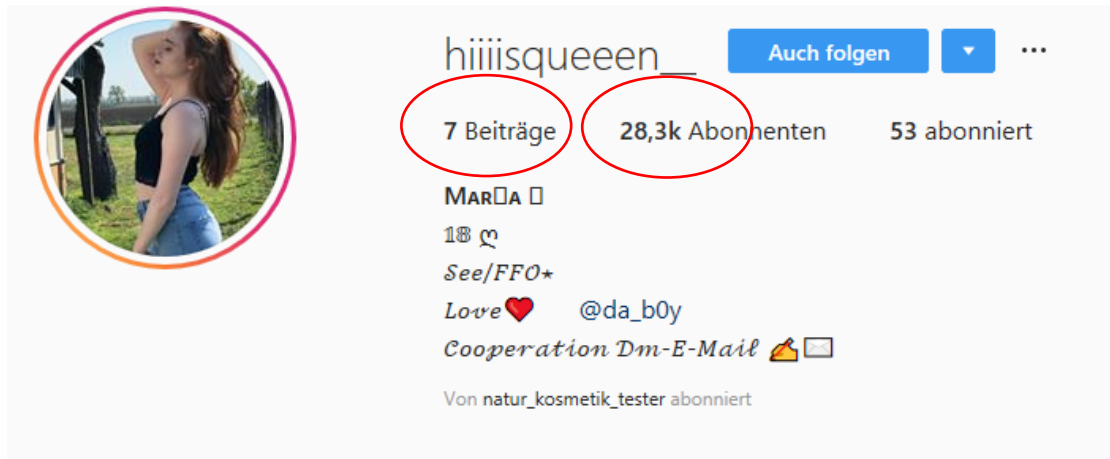 hiiiisqueeen__ Auch folgen ...
7 Beiträge 28,3k Abonnenten 53 abonniert
Mar▯a ▯
𝟙𝟠 ღ
𝓢𝓮𝓮/𝓕𝓕𝓞⋆
𝓛𝓸𝓿𝓮❤️ @da_b0y
𝓒𝓸𝓸𝓹𝓮𝓻𝓪𝓽𝓲𝓸𝓷 𝓓𝓶-𝓔-𝓜𝓪𝓲𝓵 ✍️✉️
Von natur_kosmetik_tester abonniert